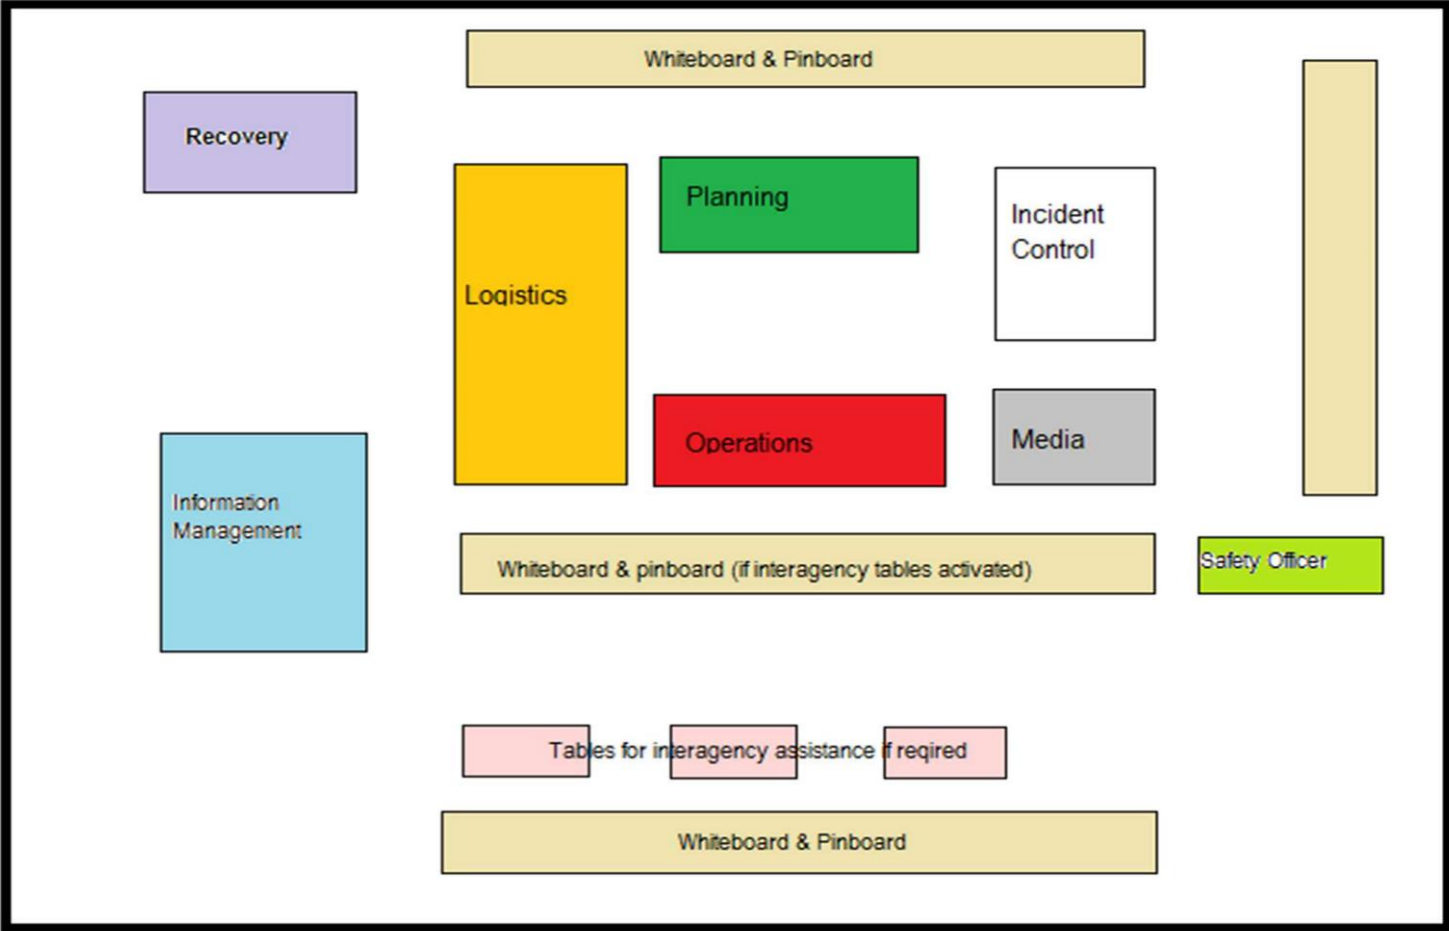 Whiteboard & Pinboard
Recovery
Planning
Incident
Control
Logistics
Operations
Media
Information
Management
Whiteboard & pinboard (if interagency tables activated)
Safety Officer
Tables for interagency assistance if reqired
Whiteboard & Pinboard